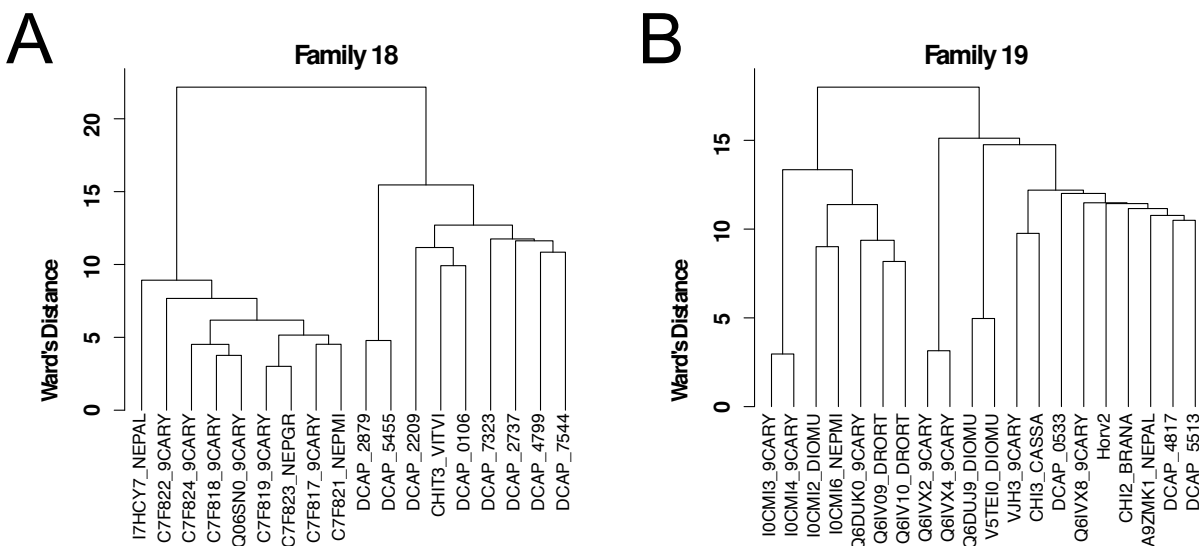 A
Family 18
Ward's Distance
0
5
10
15
20
I7HCY7_NEPAL
C7F822_9CARY
C7F824_9CARY
C7F818_9CARY
Q06SN0_9CARY
C7F819_9CARY
C7F823_NEPGR
C7F817_9CARY
C7F821_NEPMI
DCAP_2879
DCAP_5455
DCAP_2209
CHIT3_VITVI
DCAP_0106
DCAP_7323
DCAP_2737
DCAP_4799
DCAP_7544
B
Family 19
Ward's Distance
0
5
10
15
I0CMI3_9CARY
I0CMI4_9CARY
I0CMI2_DIOMU
I0CMI6_NEPMI
Q6DUK0_9CARY
Q6IV09_DRORT
Q6IV10_DRORT
Q6IVX2_9CARY
Q6IVX4_9CARY
Q6DUJ9_DIOMU
V5TEI0_DIOMU
VJH3_9CARY
CHI3_CASSA
DCAP_0533
Q6IVX8_9CARY
Horv2
CHI2_BRANA
A9ZMK1_NEPAL
DCAP_4817
DCAP_5513